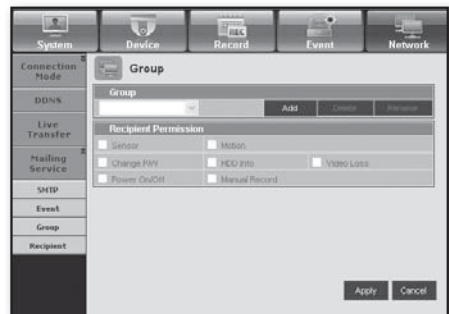 System Device Record Event Network
REC
Connection Mode
DDNS
Live Transfer
Mailing Service
SMTP
Event
Group
Recipient
Group
Group
Add Delete Rename
Recipient Permission
Sensor Motion
Change P/W HDD Info Video Loss
Power On/Off Manual Record
Apply Cancel